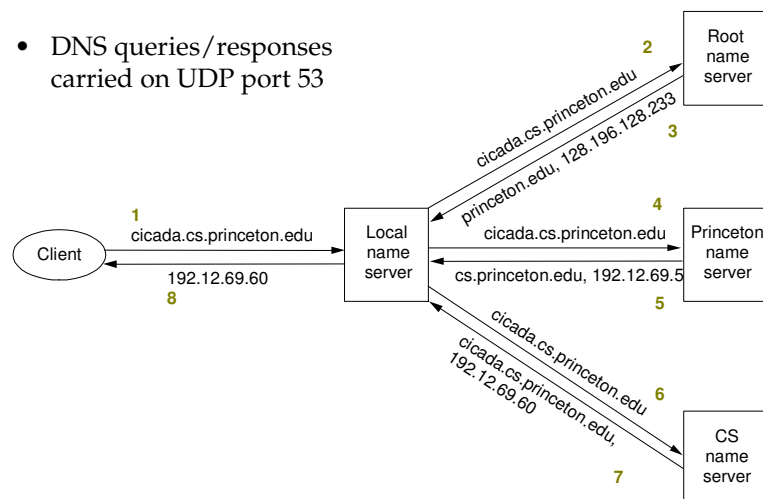 • DNS queries/responses
carried on UDP port 53
2
Root
name
server
cicada.cs.princeton.edu
princeton.edu, 128.196.128.233
3
1
cicada.cs.princeton.edu
Client
192.12.69.60
8
Local
name
server
4
cicada.cs.princeton.edu
Princeton
name
server
cs.princeton.edu, 192.12.69.5
5
cicada.cs.princeton.edu
6
cicada.cs.princeton.edu,
192.12.69.60
7
CS
name
server